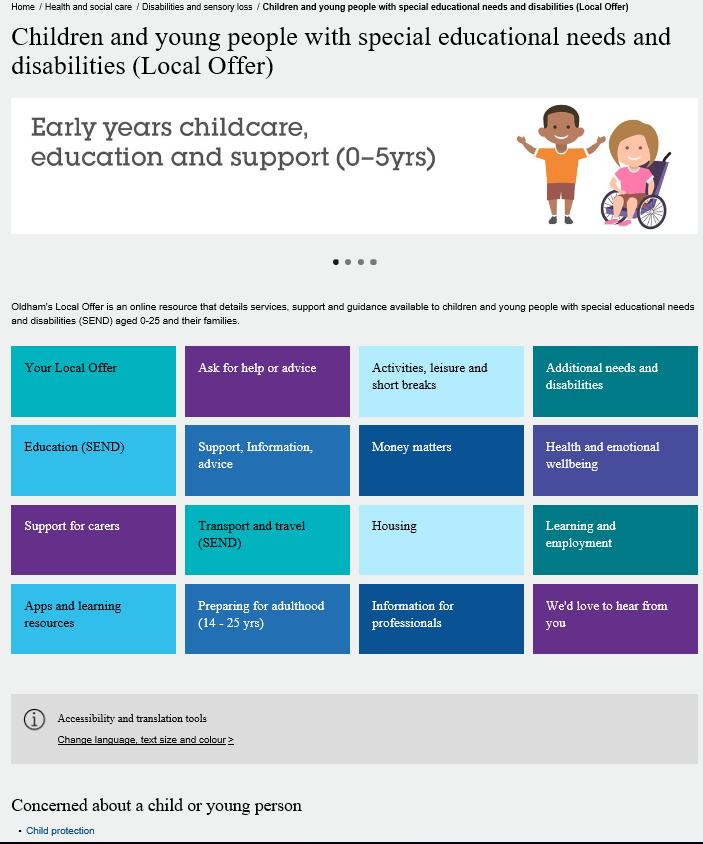 Home / Health and social care / Disabilities and sensory loss / Children and young people with special educational needs and disabilities (Local Offer)
Children and young people with special educational needs and
disabilities (Local Offer)
Early years childcare,
education and support (0–5yrs)
Oldham's Local Offer is an online resource that details services, support and guidance available to children and young people with special educational needs
and disabilities (SEND) aged 0-25 and their families.
Your Local Offer
Ask for help or advice
Activities, leisure and
short breaks
Additional needs and
disabilities
Education (SEND)
Support, Information,
advice
Money matters
Health and emotional
wellbeing
Support for carers
Transport and travel
(SEND)
Housing
Learning and
employment
Apps and learning
resources
Preparing for adulthood
(14 - 25 yrs)
Information for
professionals
We'd love to hear from
you
Accessibility and translation tools
Change language, text size and colour >
Concerned about a child or young person
• Child protection